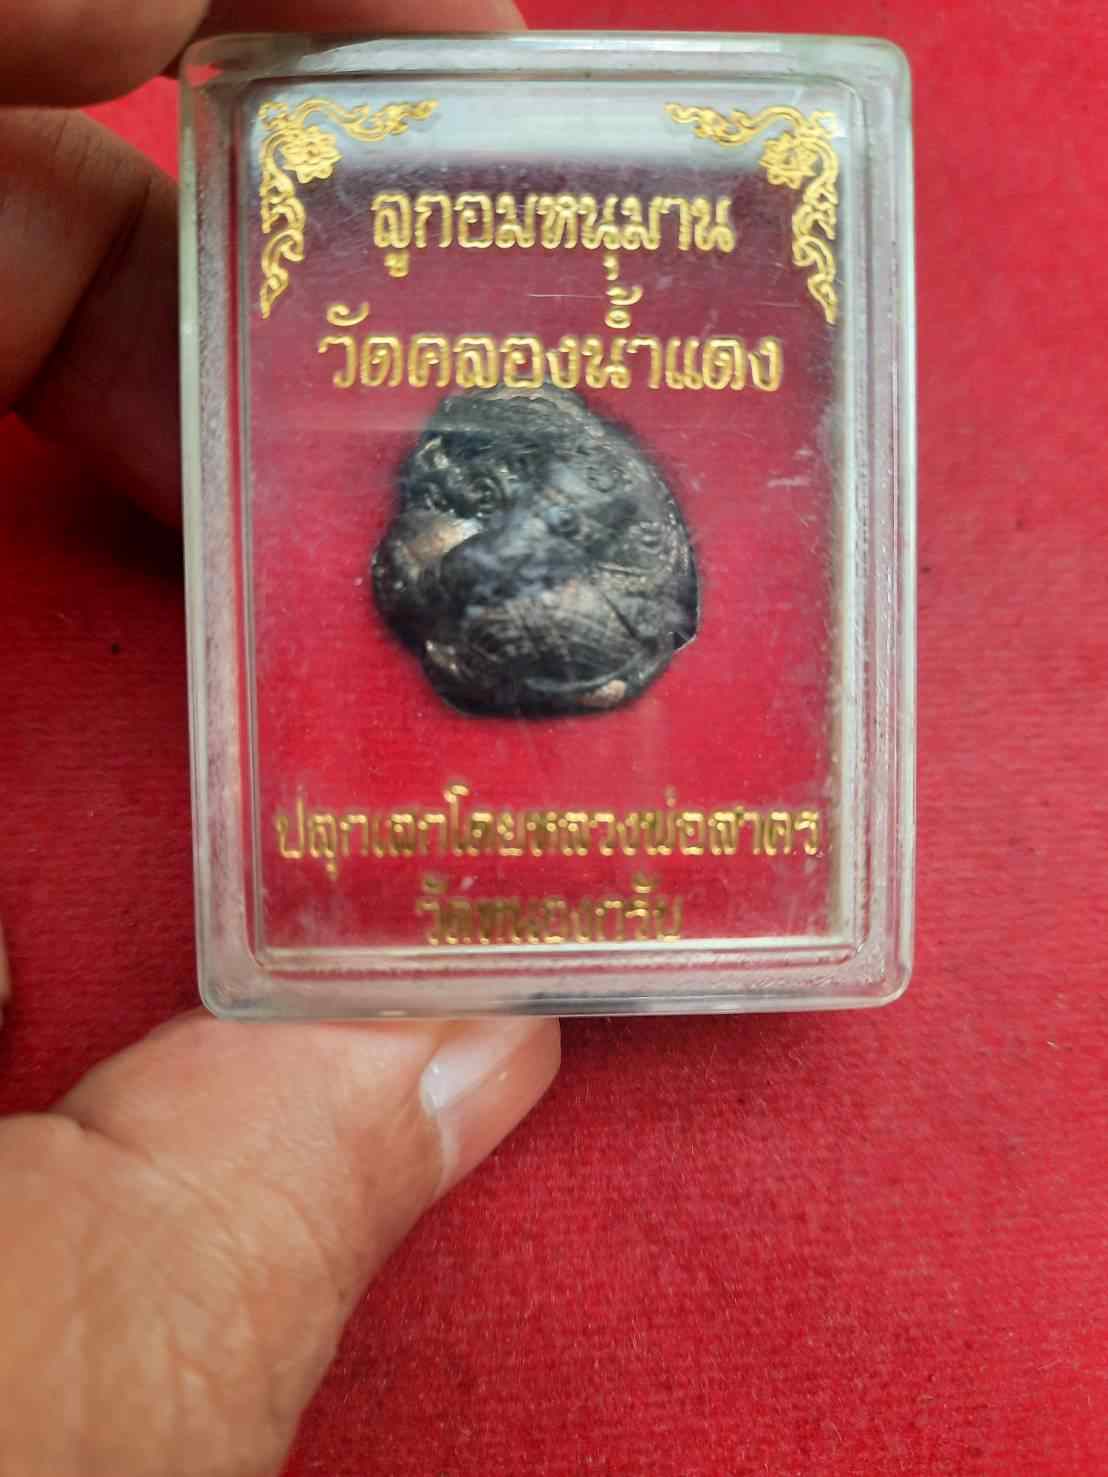 ลูกอมหนุมาน
วัดคลองน้ำแดง
ปลุกเสกโดยหลวงพ่อสาคร
วัดหนองกรับ